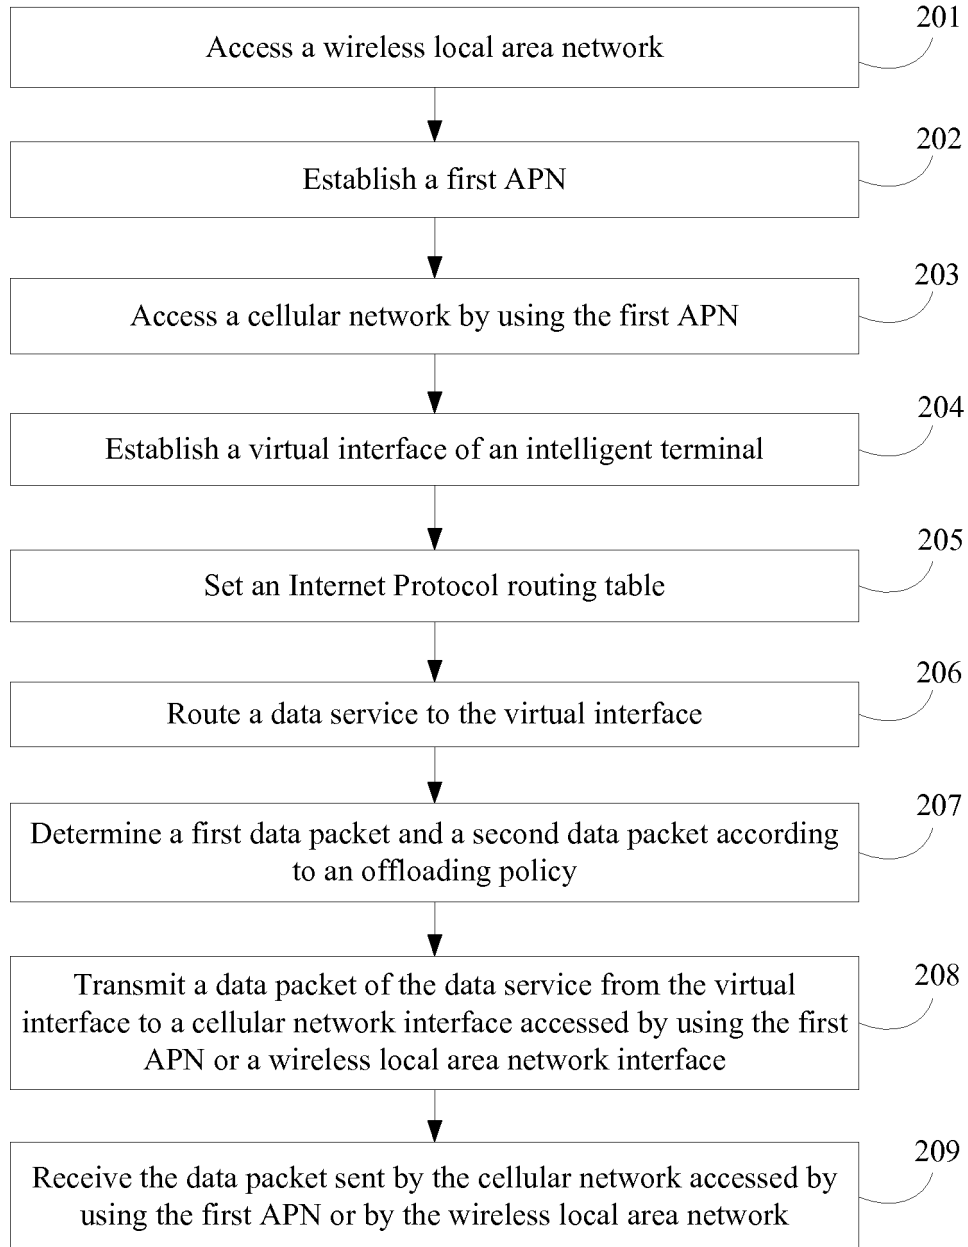 201
Access a wireless local area network
202
Establish a first APN
203
Access a cellular network by using the first APN
204
Establish a virtual interface of an intelligent terminal
205
Set an Internet Protocol routing table
206
Route a data service to the virtual interface
207
Determine a first data packet and a second data packet according
to an offloading policy
208
Transmit a data packet of the data service from the virtual
interface to a cellular network interface accessed by using the first
APN or a wireless local area network interface
209
Receive the data packet sent by the cellular network accessed by
using the first APN or by the wireless local area network